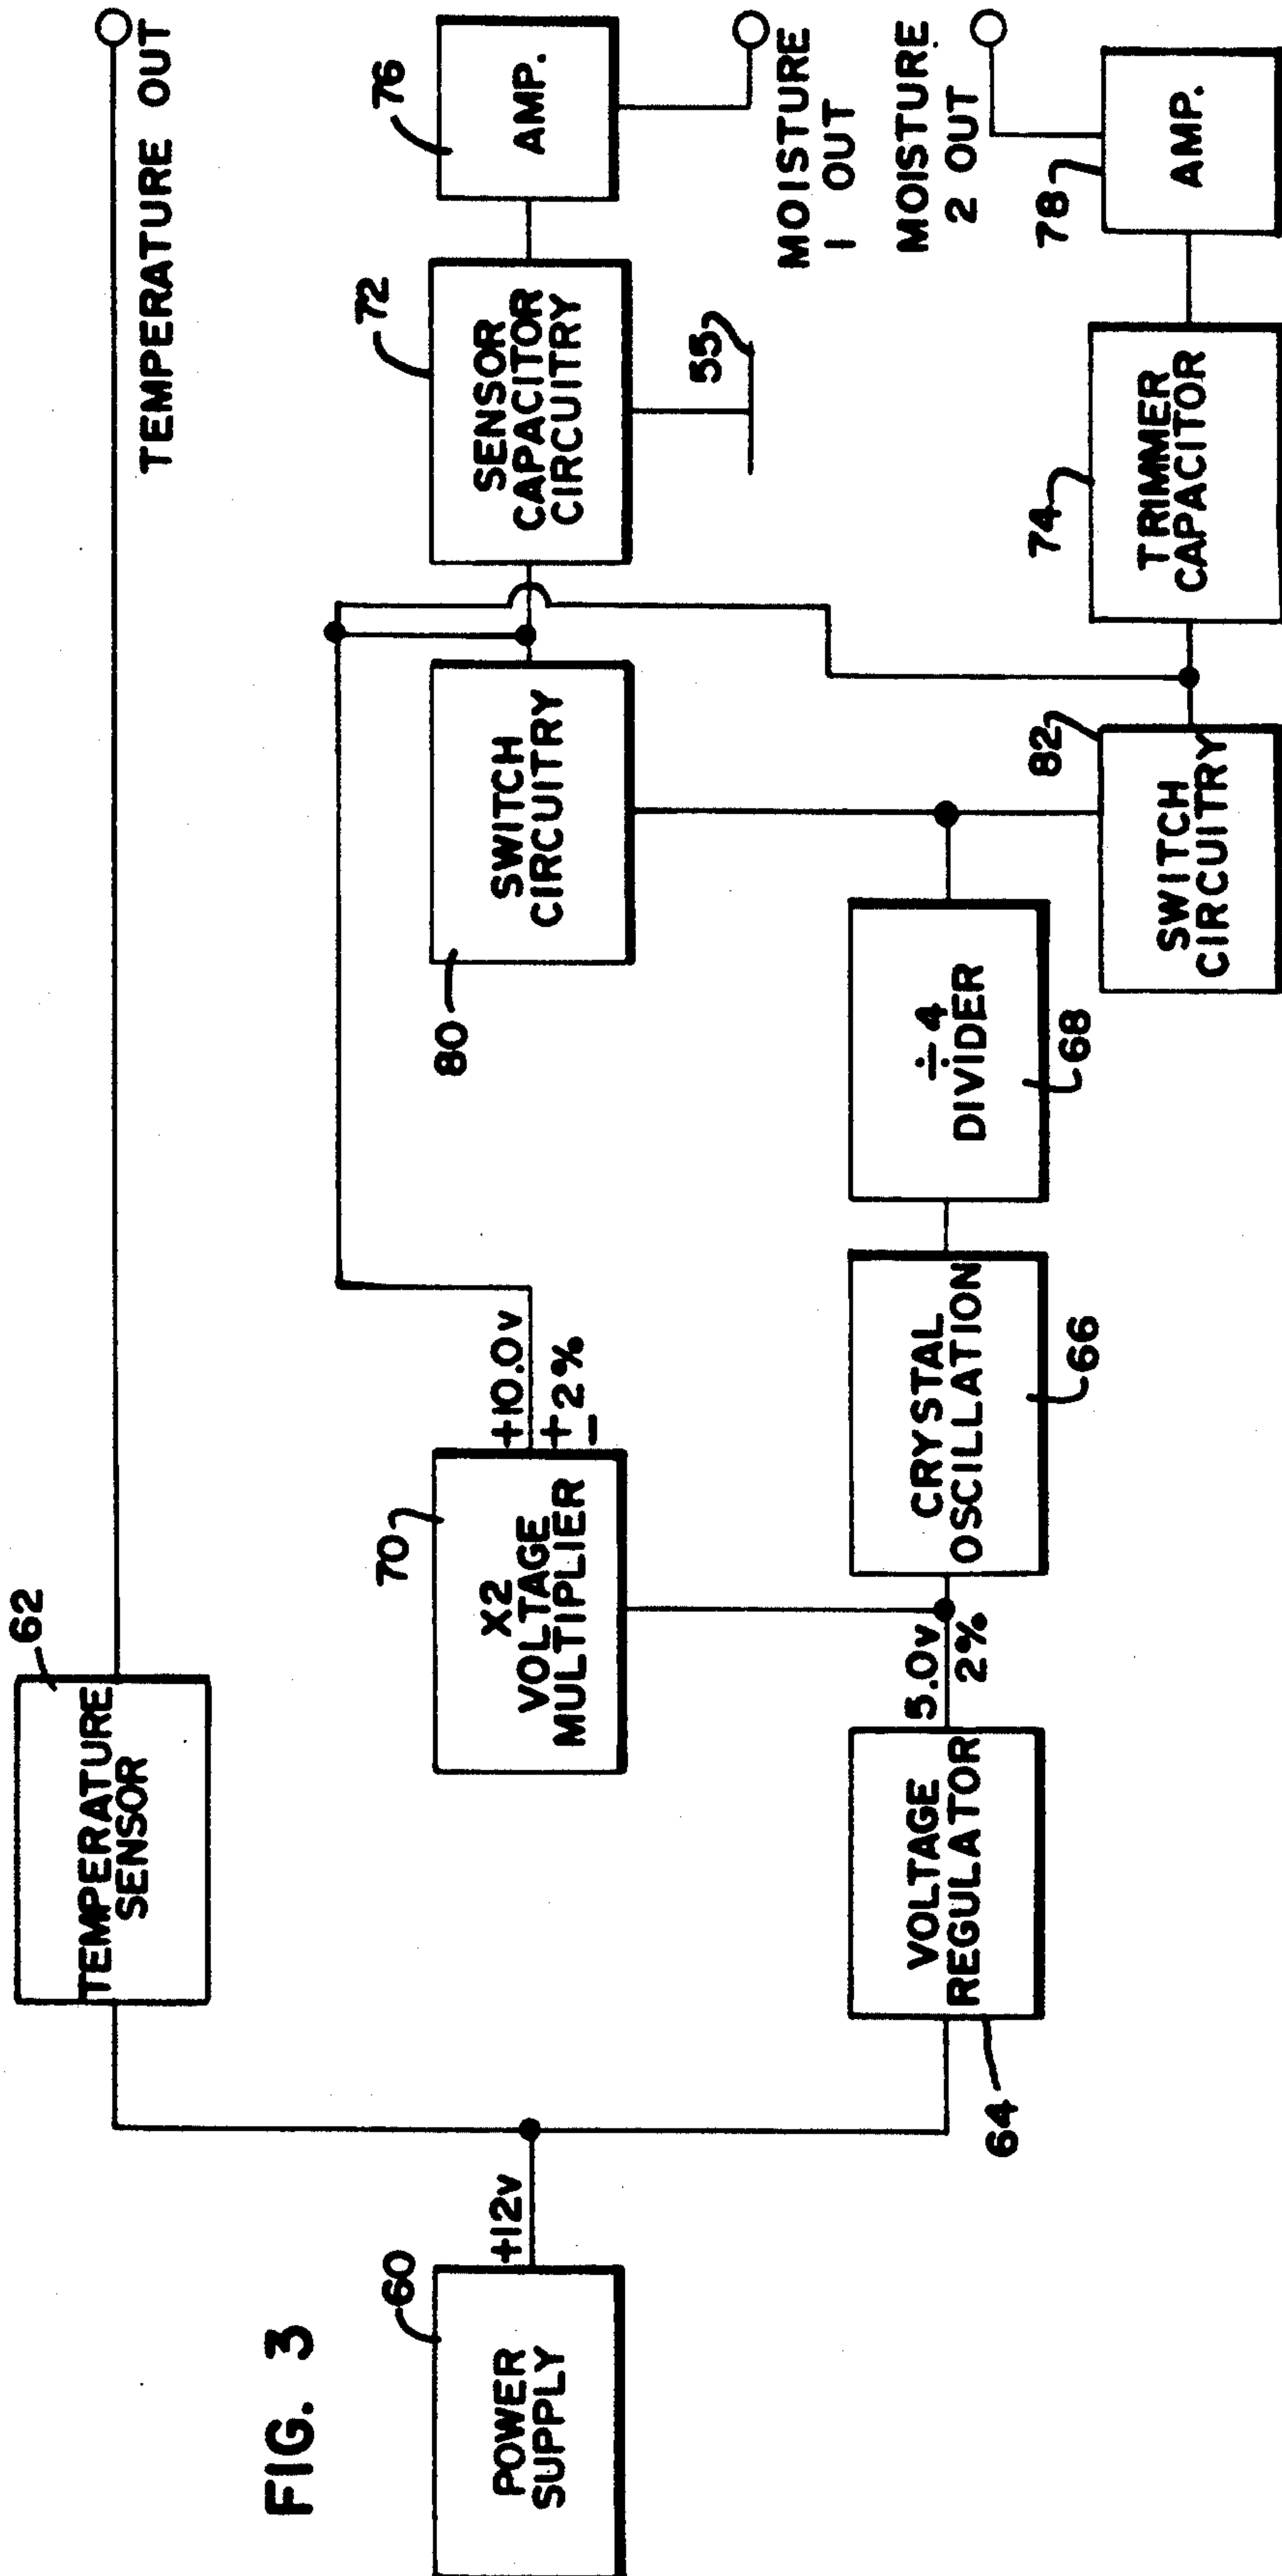 FIG. 3
60
POWER
SUPPLY
+12v
62
TEMPERATURE
SENSOR
TEMPERATURE OUT
64
VOLTAGE
REGULATOR
5.0v
2%
70
X2
VOLTAGE
MULTIPLIER
+10.0v
±2%
CRYSTAL
OSCILLATION
66
÷4
DIVIDER
68
80
SWITCH
CIRCUITRY
72
SENSOR
CAPACITOR
CIRCUITRY
55
76
AMP.
MOISTURE
1 OUT
82
SWITCH
CIRCUITRY
74
TRIMMER
CAPACITOR
78
AMP.
MOISTURE
2 OUT